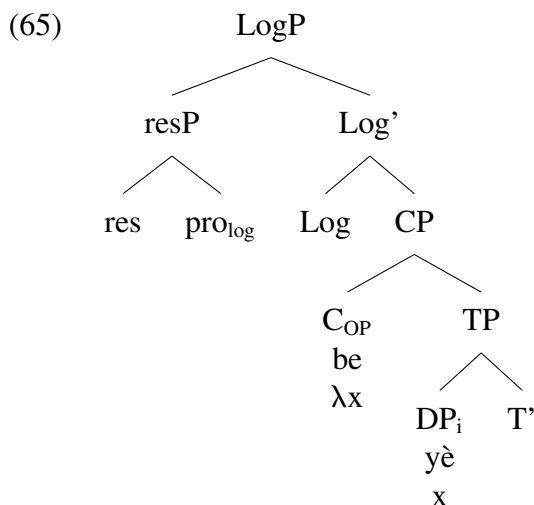 (65) LogP
resP Log’
res pro_log Log CP
C_OP TP
be
λx
DP_i T’
yè
x